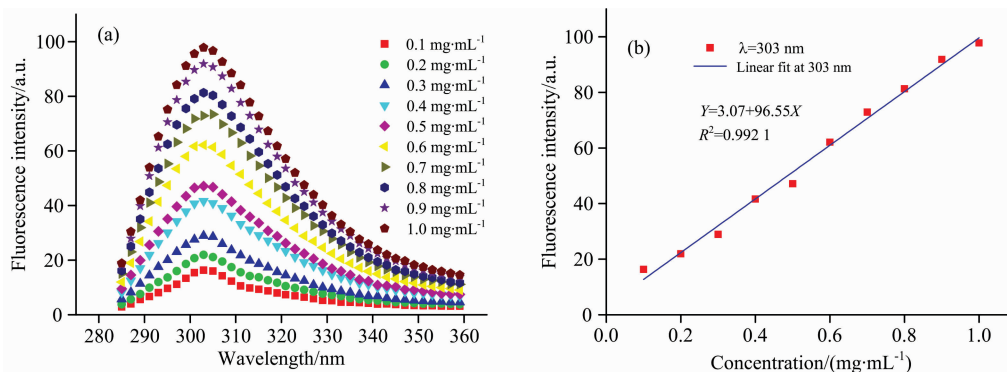 (a)
Fluorescence intensity/a.u.
100
80
60
40
20
0
280 290 300 310 320 330 340 350 360
Wavelength/nm
0.1 mg·mL⁻¹
0.2 mg·mL⁻¹
0.3 mg·mL⁻¹
0.4 mg·mL⁻¹
0.5 mg·mL⁻¹
0.6 mg·mL⁻¹
0.7 mg·mL⁻¹
0.8 mg·mL⁻¹
0.9 mg·mL⁻¹
1.0 mg·mL⁻¹
(b)
Fluorescence intensity/a.u.
100
80
60
40
20
0
0.0 0.2 0.4 0.6 0.8 1.0
Concentration/(mg·mL⁻¹)
λ=303 nm
Linear fit at 303 nm
Y=3.07+96.55X
R²=0.992 1